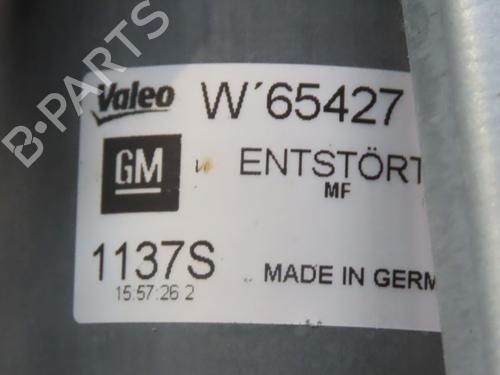 Valeo W´65427
GM ENTSTÖRT
MF
1137S MADE IN GERM
15:57:26 2
B-PARTS